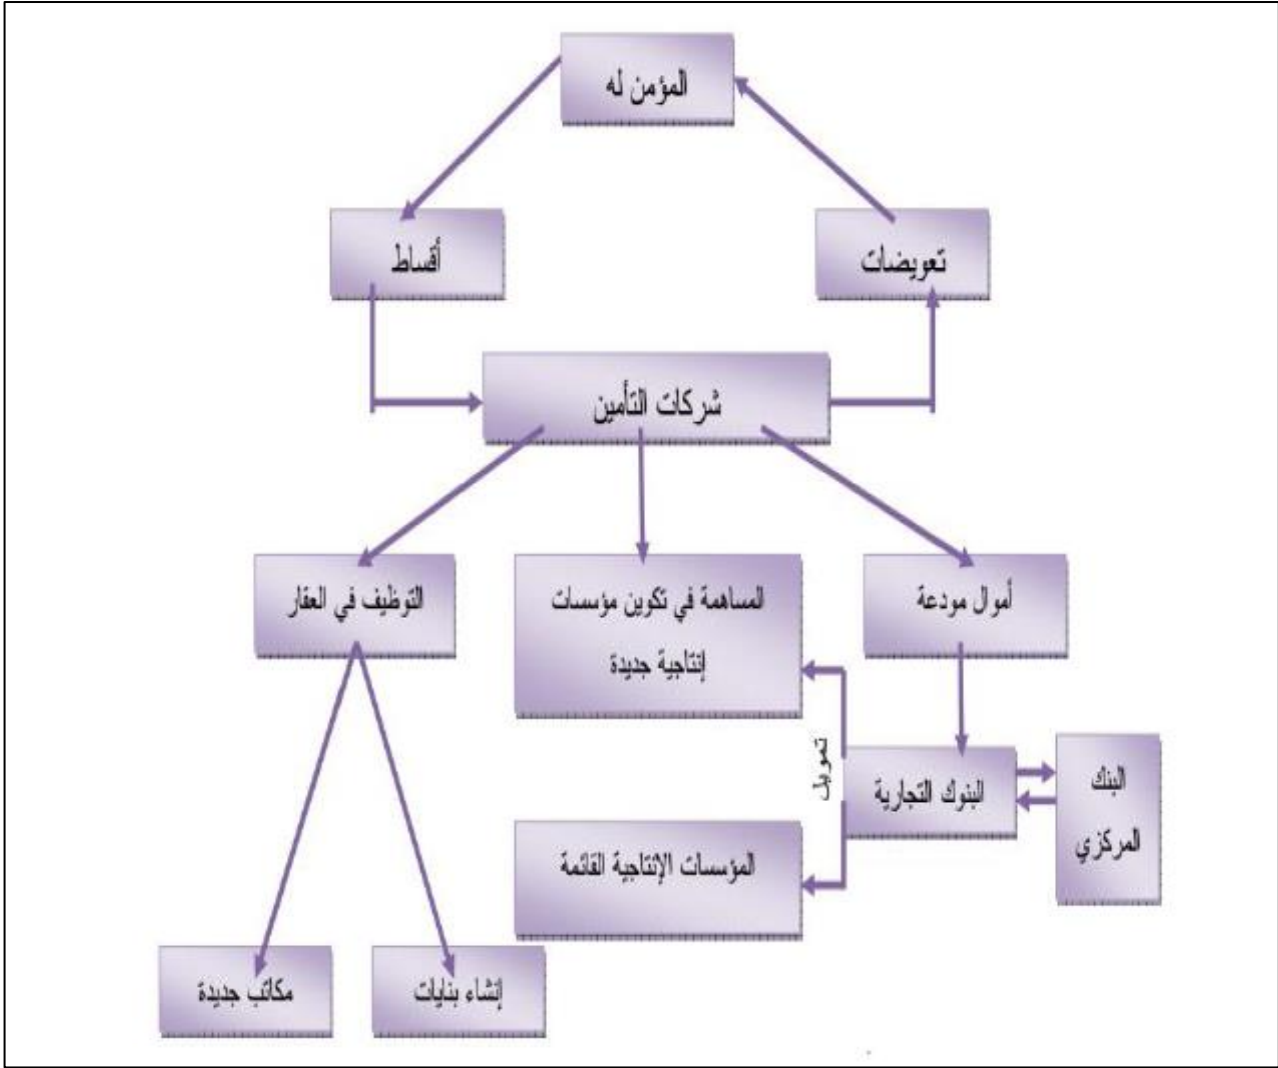 المؤمن له
تعويضات
أقساط
شركات التأمين
أموال مودعة
المساهمة في تكوين مؤسسات
إنتاجية جديدة
التوظيف في العقار
البنك
المركزي
البنوك التجارية
تمويل
المؤسسات الإنتاجية القائمة
إنشاء بنايات
مكاتب جديدة